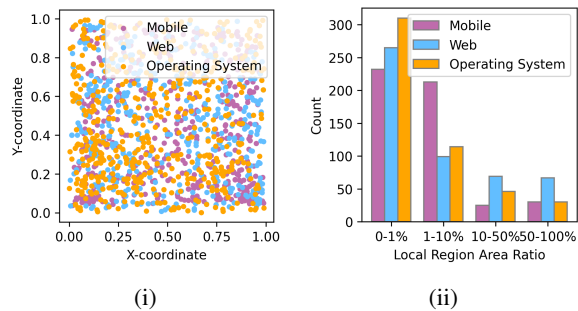 1.0
0.8
0.6
0.4
0.2
0.0
Y-coordinate
Mobile
Web
Operating System
0.00 0.25 0.50 0.75 1.00
X-coordinate
(i)
300
250
200
150
100
50
0
Count
Mobile
Web
Operating System
0-1% 1-10% 10-50% 50-100%
Local Region Area Ratio
(ii)